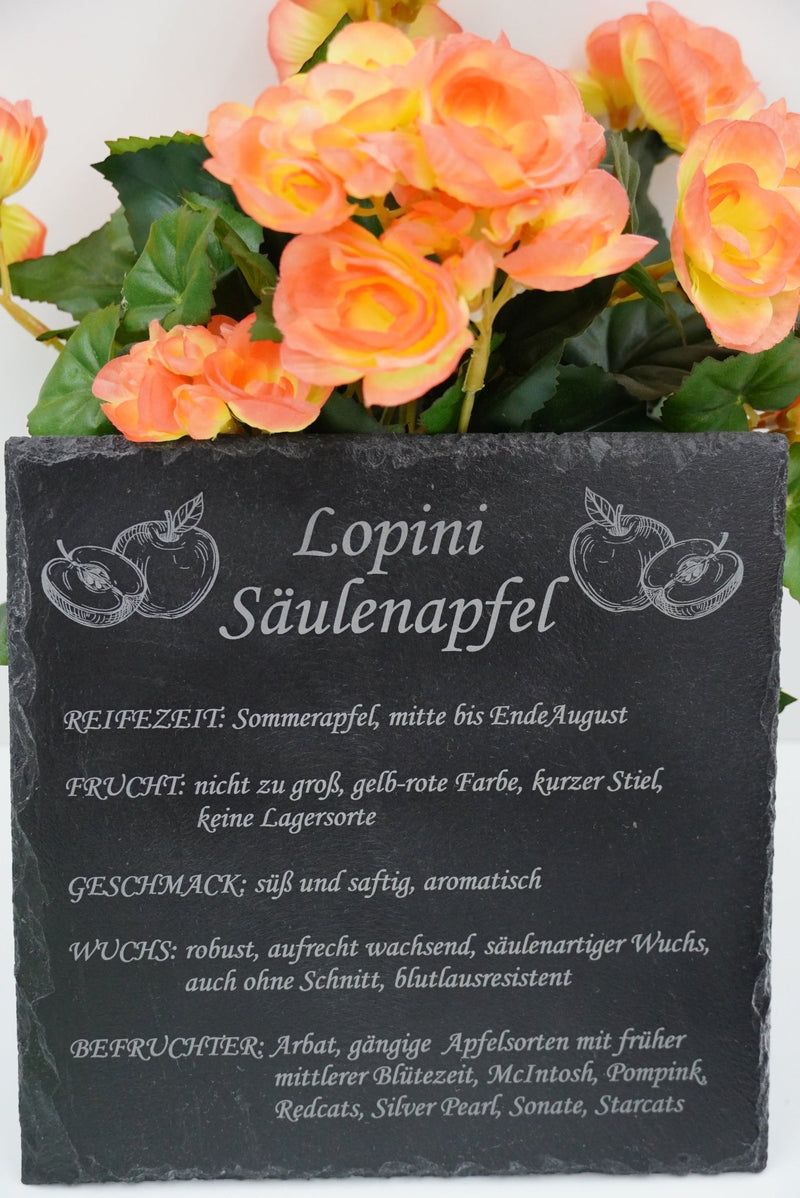 Lopini
Säulenapfel
REIFEZEIT: Sommerapfel, mitte bis EndeAugust
FRUCHT: nicht zu groß, gelb-rote Farbe, kurzer Stiel,
keine Lagersorte
GESCHMACK: süß und saftig, aromatisch
WUCHS: robust, aufrecht wachsend, säulenartiger Wuchs,
auch ohne Schnitt, blutlausresistent
BEFRUCHTER: Arbat, gängige Apfelsorten mit früher
mittlerer Blütezeit, McIntosh, Pompink,
Redcats, Silver Pearl, Sonate, Starcats